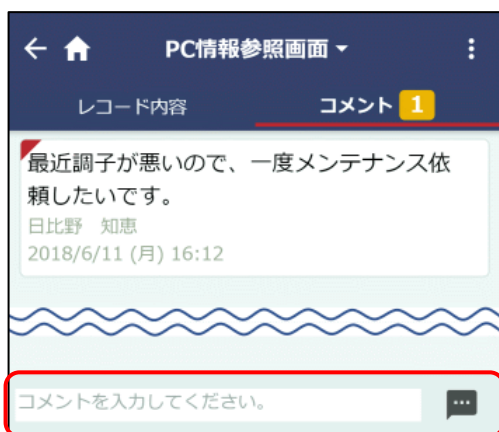 PC情報参照画面
レコード内容 コメント 1
最近調子が悪いので、一度メンテナンス依
頼したいです。
日比野 知恵
2018/6/11 (月) 16:12
コメントを入力してください。